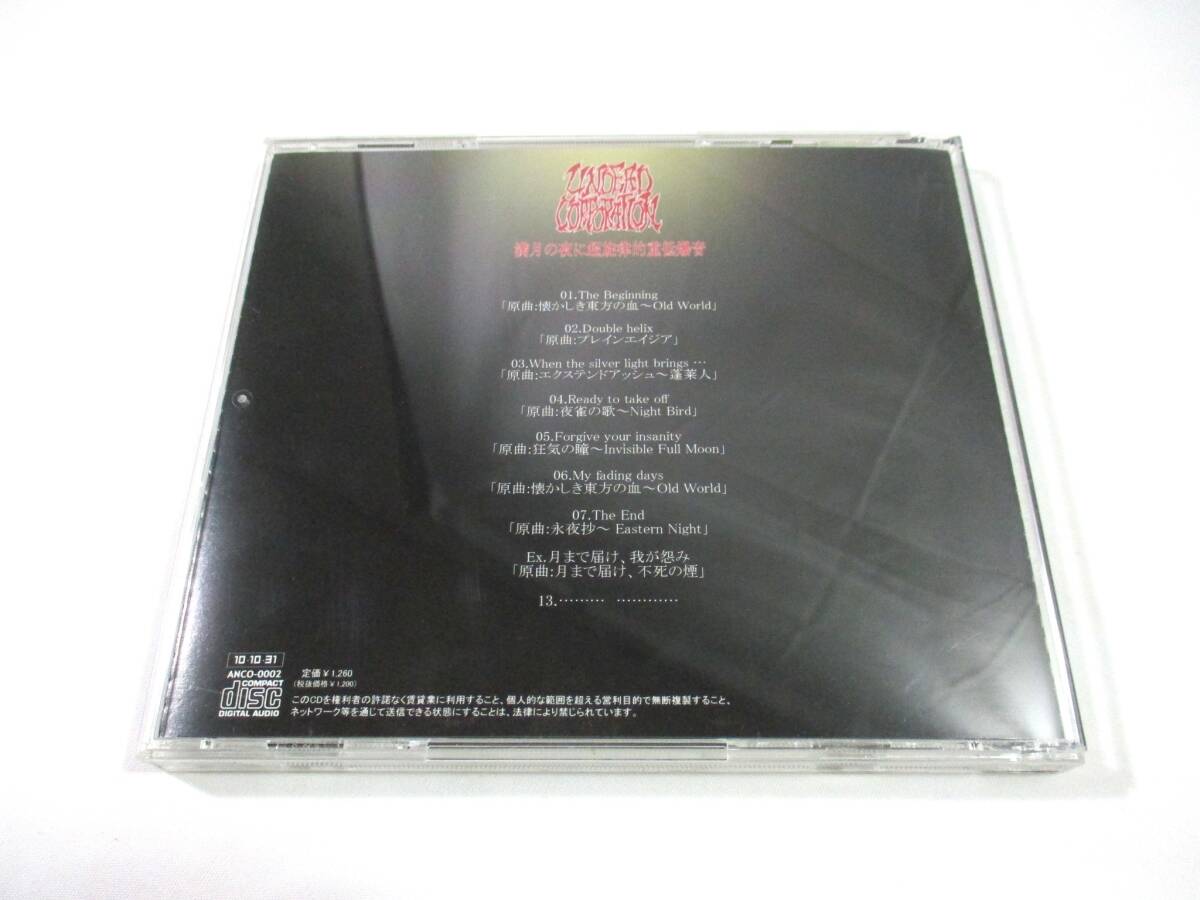 UNDEAD
CORPORATION
満月の夜に超旋律的重低爆音
01.The Beginning
「原曲:懐かしき東方の血～Old World」
02.Double helix
「原曲:プレインエイジア」
03.When the silver light brings …
「原曲:エクステンドアッシュ～蓬莱人」
04.Ready to take off
「原曲:夜雀の歌～Night Bird」
05.Forgive your insanity
「原曲:狂気の瞳～Invisible Full Moon」
06.My fading days
「原曲:懐かしき東方の血～Old World」
07.The End
「原曲:永夜抄～ Eastern Night」
Ex.月まで届け、我が怨み
「原曲:月まで届け、不死の煙」
13.……… …………
10·10·31
ANCO-0002 定価￥1,260
(税抜価格￥1,200)
COMPACT
disc
DIGITAL AUDIO
このCDを権利者の許諾なく賃貸業に利用すること、個人的な範囲を超える営利目的で無断複製すること、
ネットワーク等を通じて送信できる状態にすることは、法律により禁じられています。